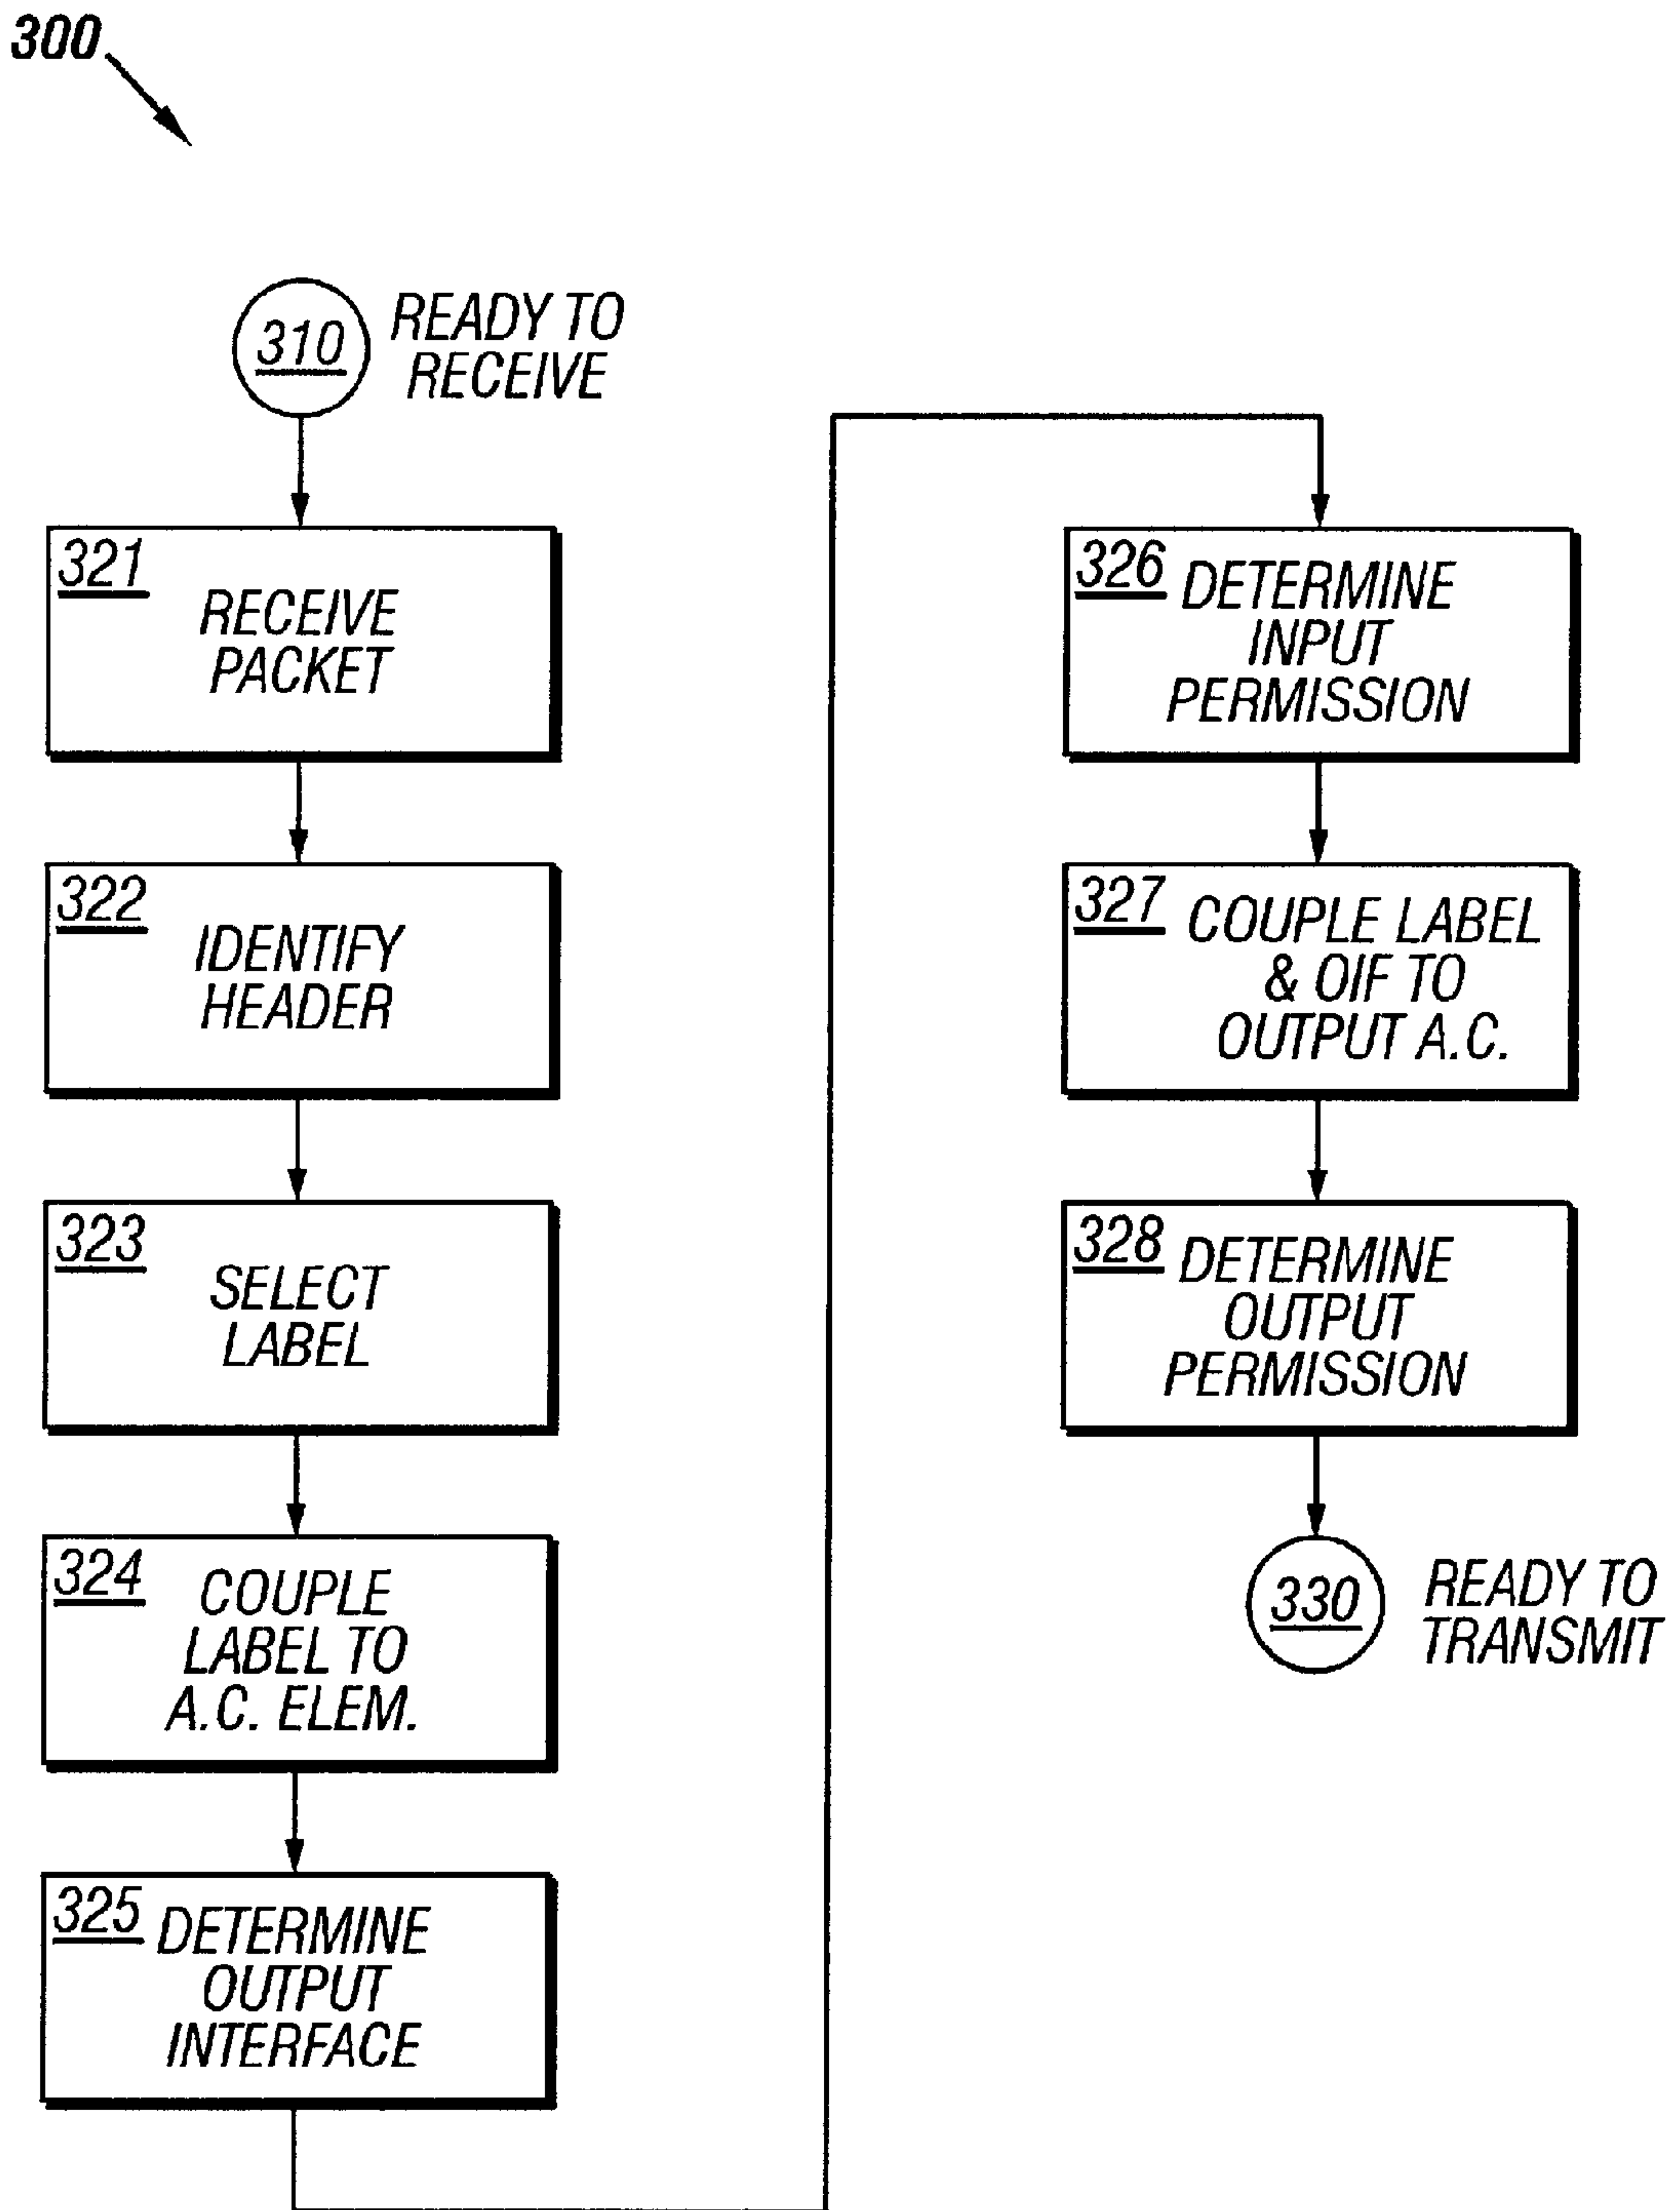 300
310
READY TO
RECEIVE
321
RECEIVE
PACKET
322
IDENTIFY
HEADER
323
SELECT
LABEL
324
COUPLE
LABEL TO
A.C. ELEM.
325
DETERMINE
OUTPUT
INTERFACE
326
DETERMINE
INPUT
PERMISSION
327
COUPLE LABEL
& OIF TO
OUTPUT A.C.
328
DETERMINE
OUTPUT
PERMISSION
330
READY TO
TRANSMIT